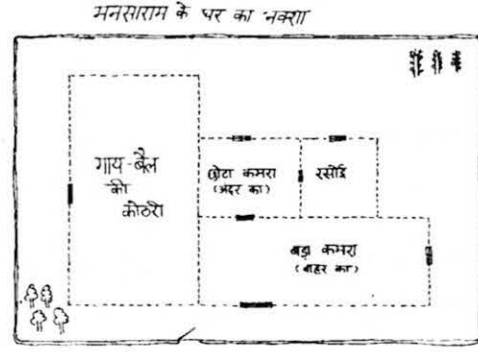 मनसाराम के घर का नक्शा
गाय-बैल
की
कोठरी
छोटा कमरा
(अंदर का)
रसोई
बड़ा कमरा
(बाहर का)